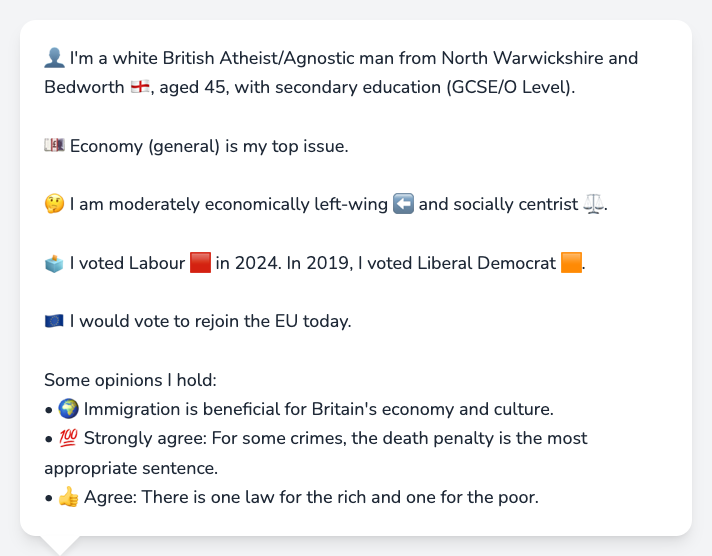 👤 I'm a white British Atheist/Agnostic man from North Warwickshire and
Bedworth 🏴󠁧󠁢󠁥󠁮󠁧󠁿, aged 45, with secondary education (GCSE/O Level).
💷 Economy (general) is my top issue.
🤔 I am moderately economically left-wing ⬅️ and socially centrist ⚖️.
🗳️ I voted Labour 🟥 in 2024. In 2019, I voted Liberal Democrat 🟧.
🇪🇺 I would vote to rejoin the EU today.
Some opinions I hold:
• 🌍 Immigration is beneficial for Britain's economy and culture.
• 💯 Strongly agree: For some crimes, the death penalty is the most
appropriate sentence.
• 👍 Agree: There is one law for the rich and one for the poor.